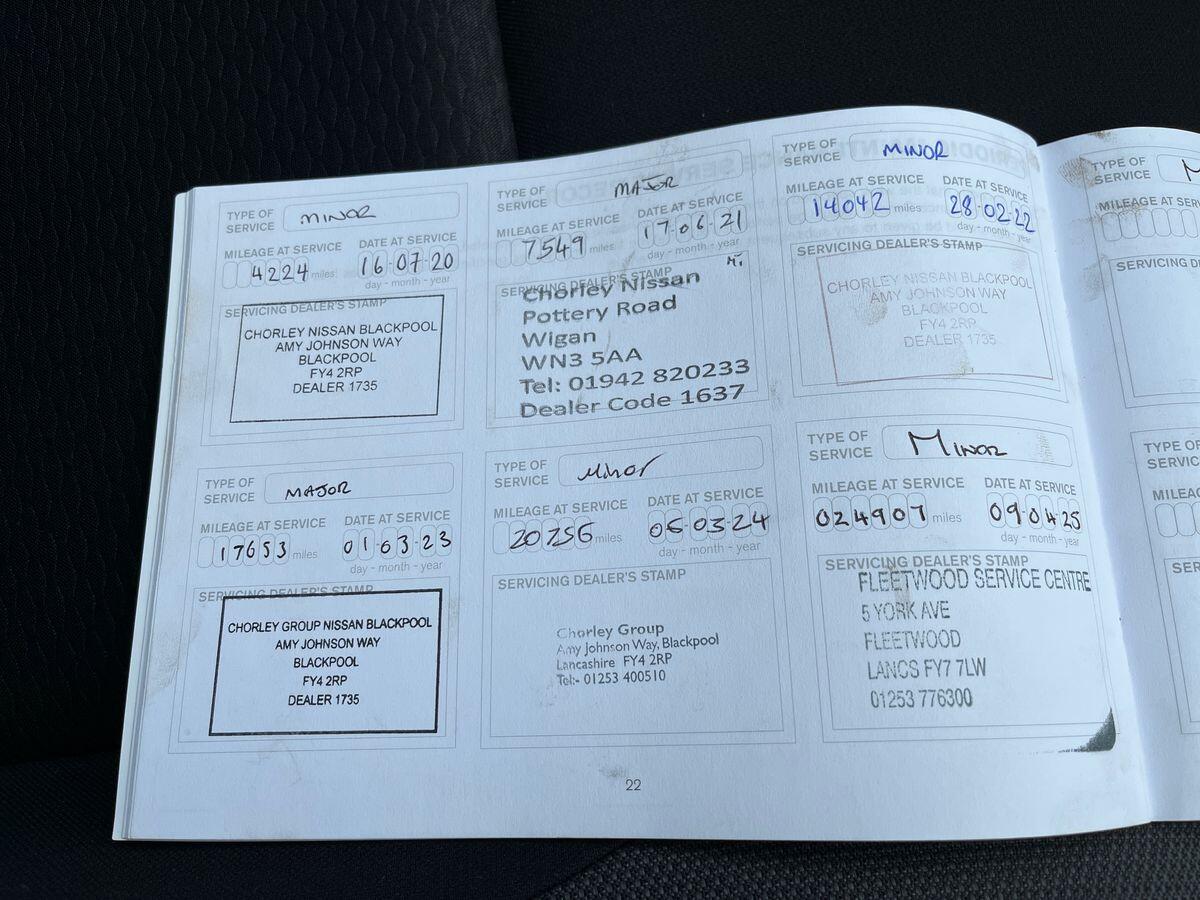 TYPE OF SERVICE MINOR
MILEAGE AT SERVICE DATE AT SERVICE
4224 miles 16-07-20
day - month - year
SERVICING DEALER'S STAMP
CHORLEY NISSAN BLACKPOOL
AMY JOHNSON WAY
BLACKPOOL
FY4 2RP
DEALER 1735
TYPE OF SERVICE MAJOR
MILEAGE AT SERVICE DATE AT SERVICE
7549 miles 17-06-21
day - month - year
SERVICING DEALER'S STAMP
Chorley Nissan
Pottery Road
Wigan
WN3 5AA
Tel: 01942 820233
Dealer Code 1637
TYPE OF SERVICE MINOR
MILEAGE AT SERVICE DATE AT SERVICE
14042 miles 28-02-22
day - month - year
SERVICING DEALER'S STAMP
CHORLEY NISSAN BLACKPOOL
AMY JOHNSON WAY
BLACKPOOL
FY4 2RP
DEALER 1735
TYPE OF SERVICE MAJOR
MILEAGE AT SERVICE DATE AT SERVICE
17653 miles 01-03-23
day - month - year
SERVICING DEALER'S STAMP
CHORLEY GROUP NISSAN BLACKPOOL
AMY JOHNSON WAY
BLACKPOOL
FY4 2RP
DEALER 1735
TYPE OF SERVICE Minor
MILEAGE AT SERVICE DATE AT SERVICE
20756 miles 06-03-24
day - month - year
SERVICING DEALER'S STAMP
Chorley Group
Amy Johnson Way, Blackpool
Lancashire FY4 2RP
Tel:- 01253 400510
TYPE OF SERVICE MINOR
MILEAGE AT SERVICE DATE AT SERVICE
024907 miles 09-04-25
day - month - year
SERVICING DEALER'S STAMP
FLEETWOOD SERVICE CENTRE
5 YORK AVE
FLEETWOOD
LANCS FY7 7LW
01253 776300
22
TYPE OF SERVICE
MILEAGE AT
SERVICING
TYPE OF